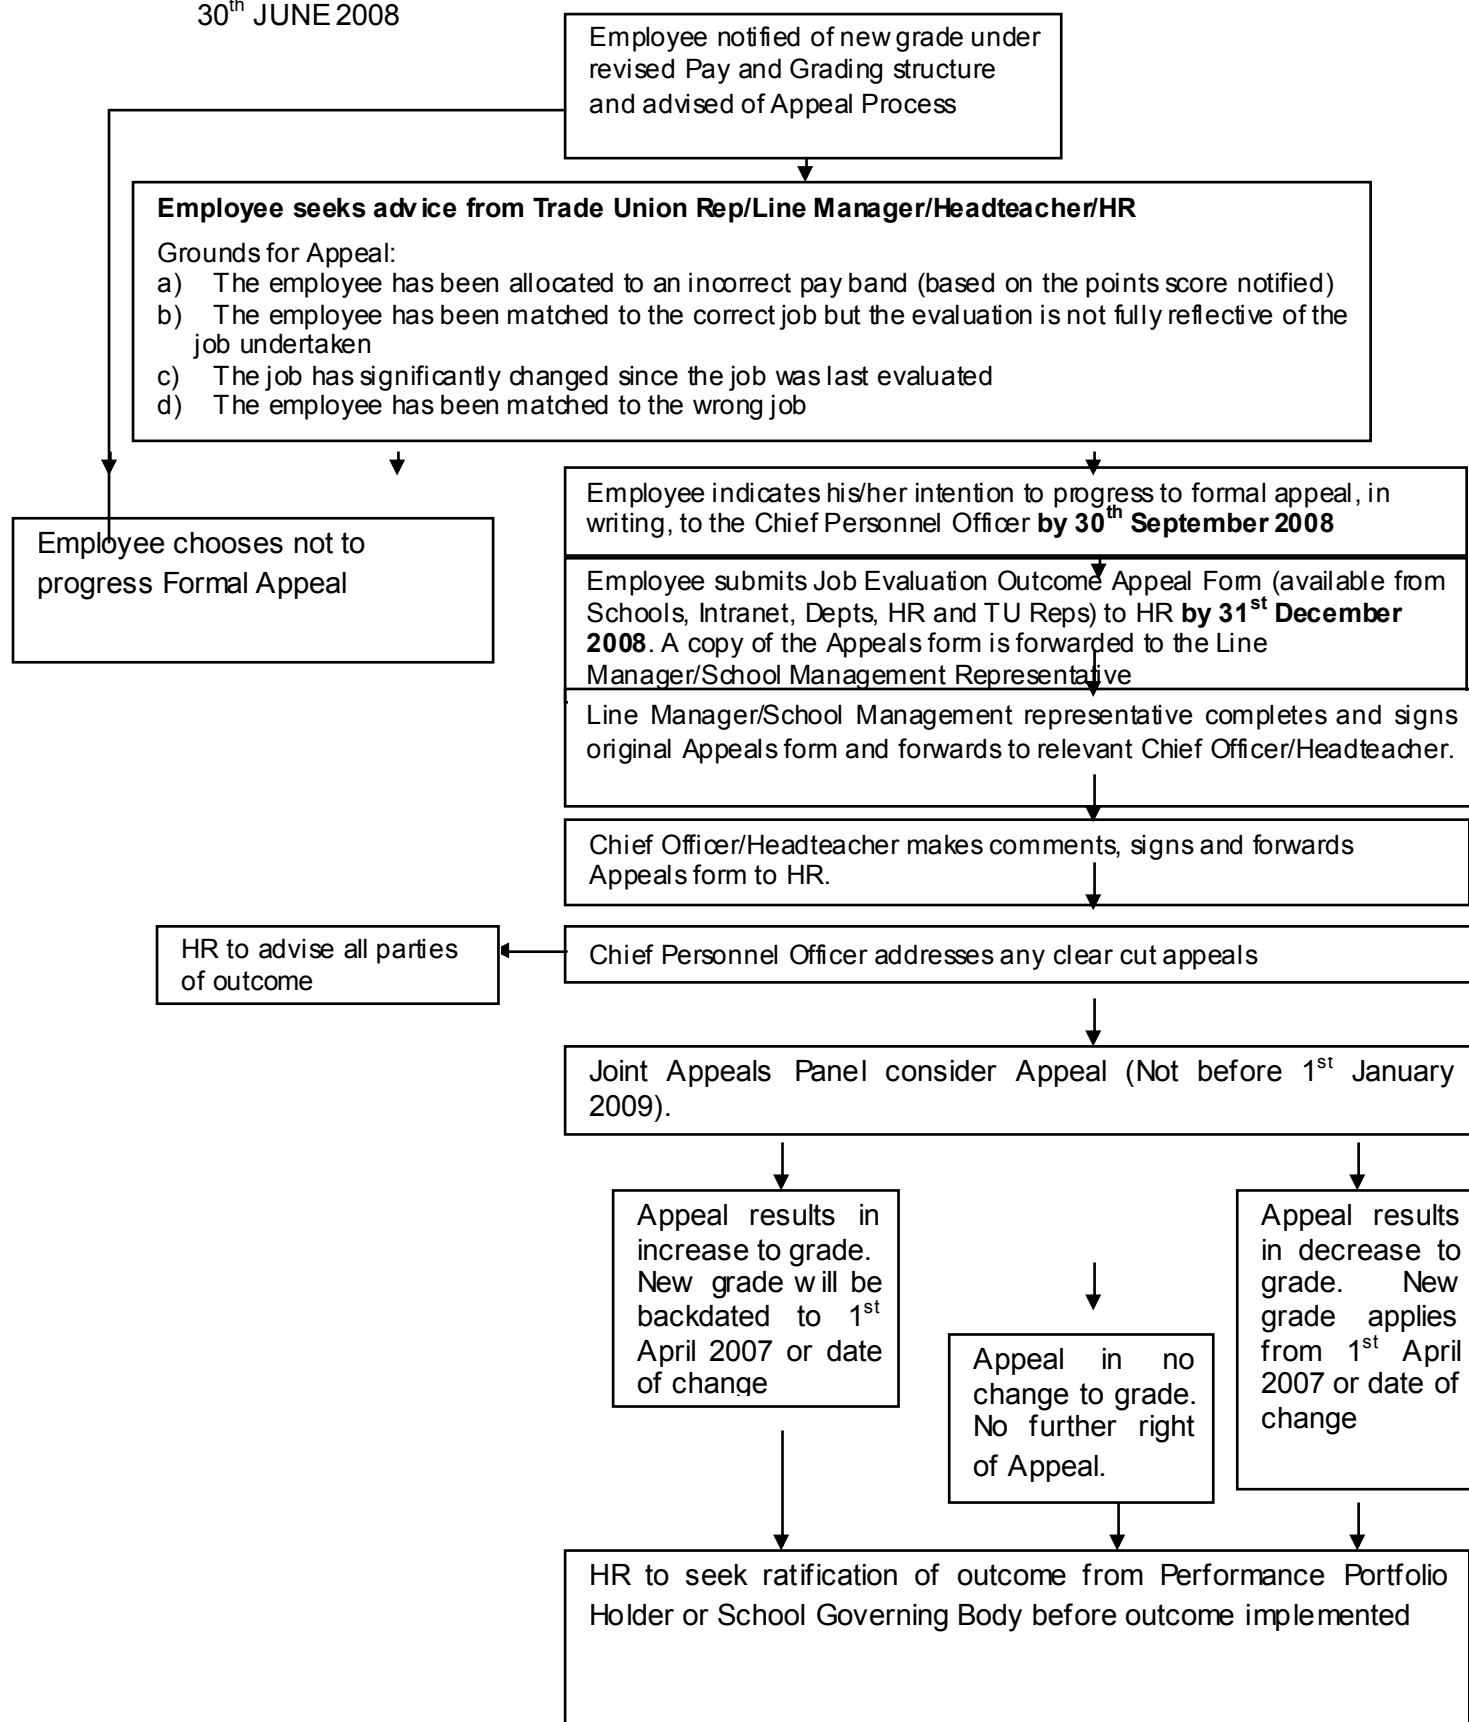 30th JUNE 2008
Employee notified of new grade under
revised Pay and Grading structure
and advised of Appeal Process
Employee seeks advice from Trade Union Rep/Line Manager/Headteacher/HR
Grounds for Appeal:
a) The employee has been allocated to an incorrect pay band (based on the points score notified)
b) The employee has been matched to the correct job but the evaluation is not fully reflective of the
job undertaken
c) The job has significantly changed since the job was last evaluated
d) The employee has been matched to the wrong job
Employee chooses not to
progress Formal Appeal
Employee indicates his/her intention to progress to formal appeal, in
writing, to the Chief Personnel Officer by 30th September 2008
Employee submits Job Evaluation Outcome Appeal Form (available from
Schools, Intranet, Depts, HR and TU Reps) to HR by 31st December
2008. A copy of the Appeals form is forwarded to the Line
Manager/School Management Representative
Line Manager/School Management representative completes and signs
original Appeals form and forwards to relevant Chief Officer/Headteacher.
Chief Officer/Headteacher makes comments, signs and forwards
Appeals form to HR.
HR to advise all parties
of outcome
Chief Personnel Officer addresses any clear cut appeals
Joint Appeals Panel consider Appeal (Not before 1st January
2009).
Appeal results in
increase to grade.
New grade will be
backdated to 1st
April 2007 or date
of change
Appeal in no
change to grade.
No further right
of Appeal.
Appeal results
in decrease to
grade. New
grade applies
from 1st April
2007 or date of
change
HR to seek ratification of outcome from Performance Portfolio
Holder or School Governing Body before outcome implemented